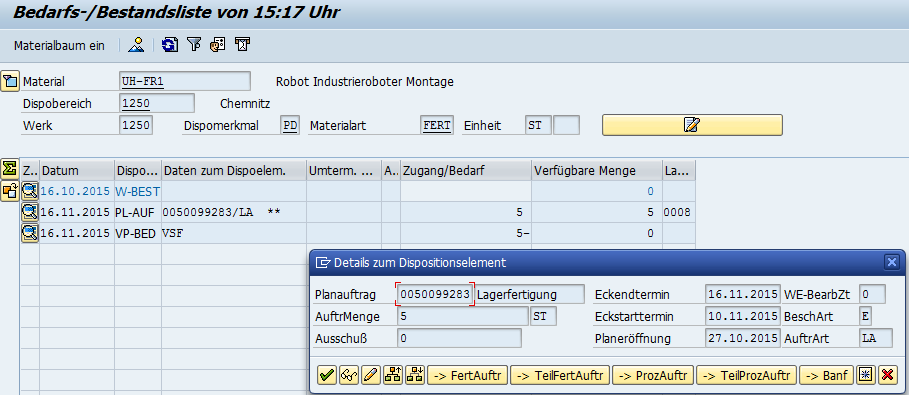 Bedarfs-/Bestandsliste von 15:17 Uhr
Materialbaum ein
Material UH-FR1 Robot Industrieroboter Montage
Dispobereich 1250 Chemnitz
Werk 1250 Dispomerkmal PD Materialart FERT Einheit ST
Z.. Datum Dispo... Daten zum Dispoelem. Umterm. ... A.. Zugang/Bedarf Verfügbare Menge La...
16.10.2015 W-BEST 0
16.11.2015 PL-AUF 0050099283/LA ** 5 5 0008
16.11.2015 VP-BED VSF 5- 0
Details zum Dispositionselement
Planauftrag 0050099283 Lagerfertigung Eckendtermin 16.11.2015 WE-BearbZt 0
AuftrMenge 5 ST Eckstarttermin 10.11.2015 BeschArt E
Ausschuß 0 Planeröffnung 27.10.2015 AuftrArt LA
-> FertAuftr -> TeilFertAuftr -> ProzAuftr -> TeilProzAuftr -> Banf